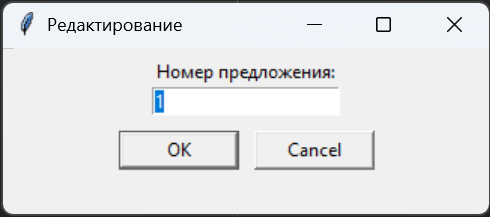 Редактирование
Номер предложения:
1
OK
Cancel